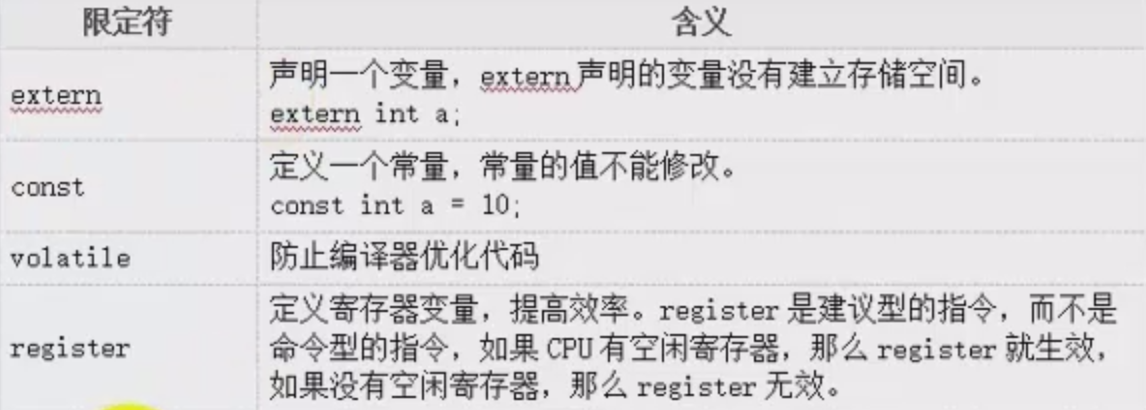 限定符 含义
extern
声明一个变量，extern 声明的变量没有建立存储空间。
extern int a;
const
定义一个常量，常量的值不能修改。
const int a = 10;
volatile 防止编译器优化代码
register
定义寄存器变量，提高效率。register 是建议型的指令，而不是
命令型的指令，如果 CPU 有空闲寄存器，那么 register 就生效，
如果没有空闲寄存器，那么 register 无效。